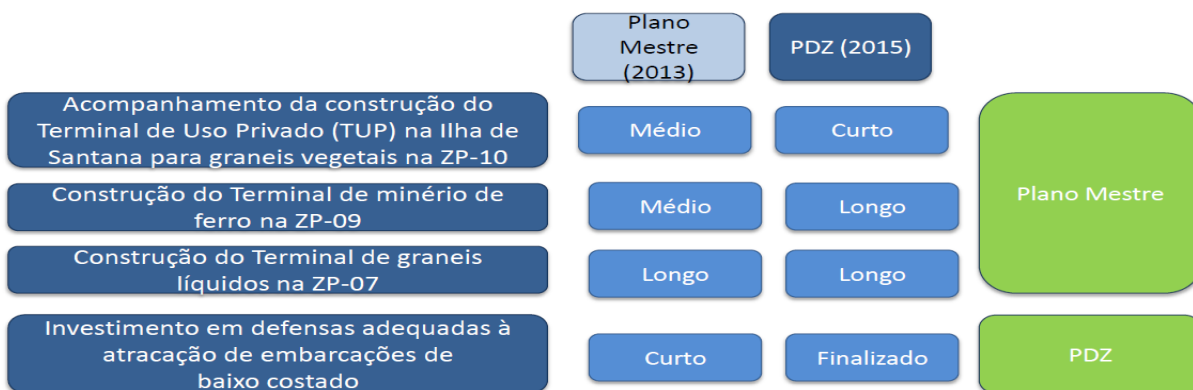 Plano
Mestre
(2013)
PDZ (2015)
Acompanhamento da construção do
Terminal de Uso Privado (TUP) na Ilha de
Santana para graneis vegetais na ZP-10
Médio
Curto
Plano Mestre
Construção do Terminal de minério de
ferro na ZP-09
Médio
Longo
Construção do Terminal de graneis
líquidos na ZP-07
Longo
Longo
Investimento em defensas adequadas à
atracação de embarcações de
baixo costado
Curto
Finalizado
PDZ